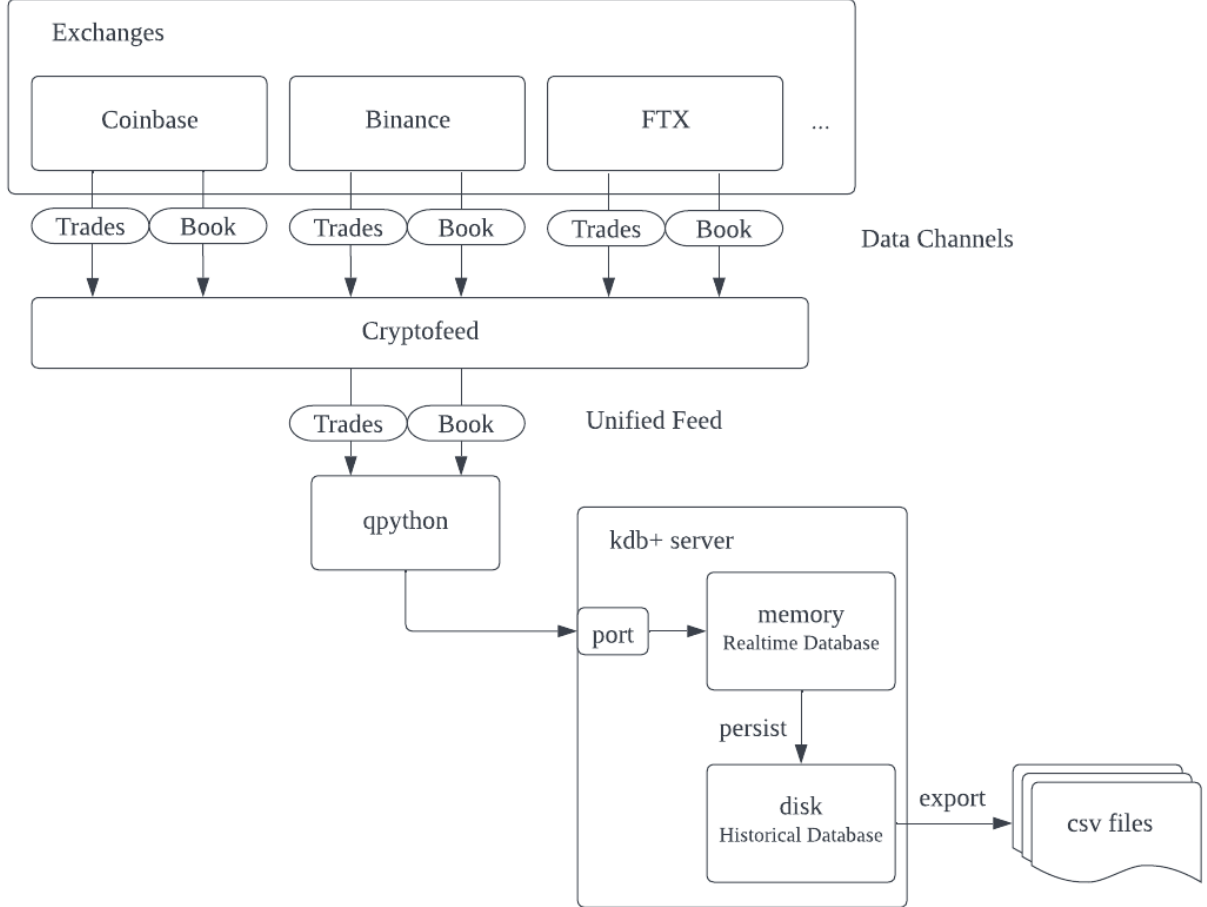 Exchanges
Coinbase
Binance
FTX
...
Trades
Book
Trades
Book
Trades
Book
Data Channels
Cryptofeed
Trades
Book
Unified Feed
qpython
kdb+ server
port
memory
Realtime Database
persist
disk
Historical Database
export
csv files